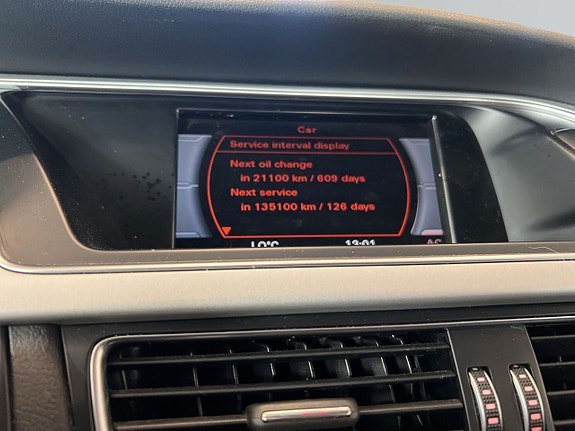 Car
Service interval display
Next oil change
in 21100 km / 609 days
Next service
in 135100 km / 126 days
13:01